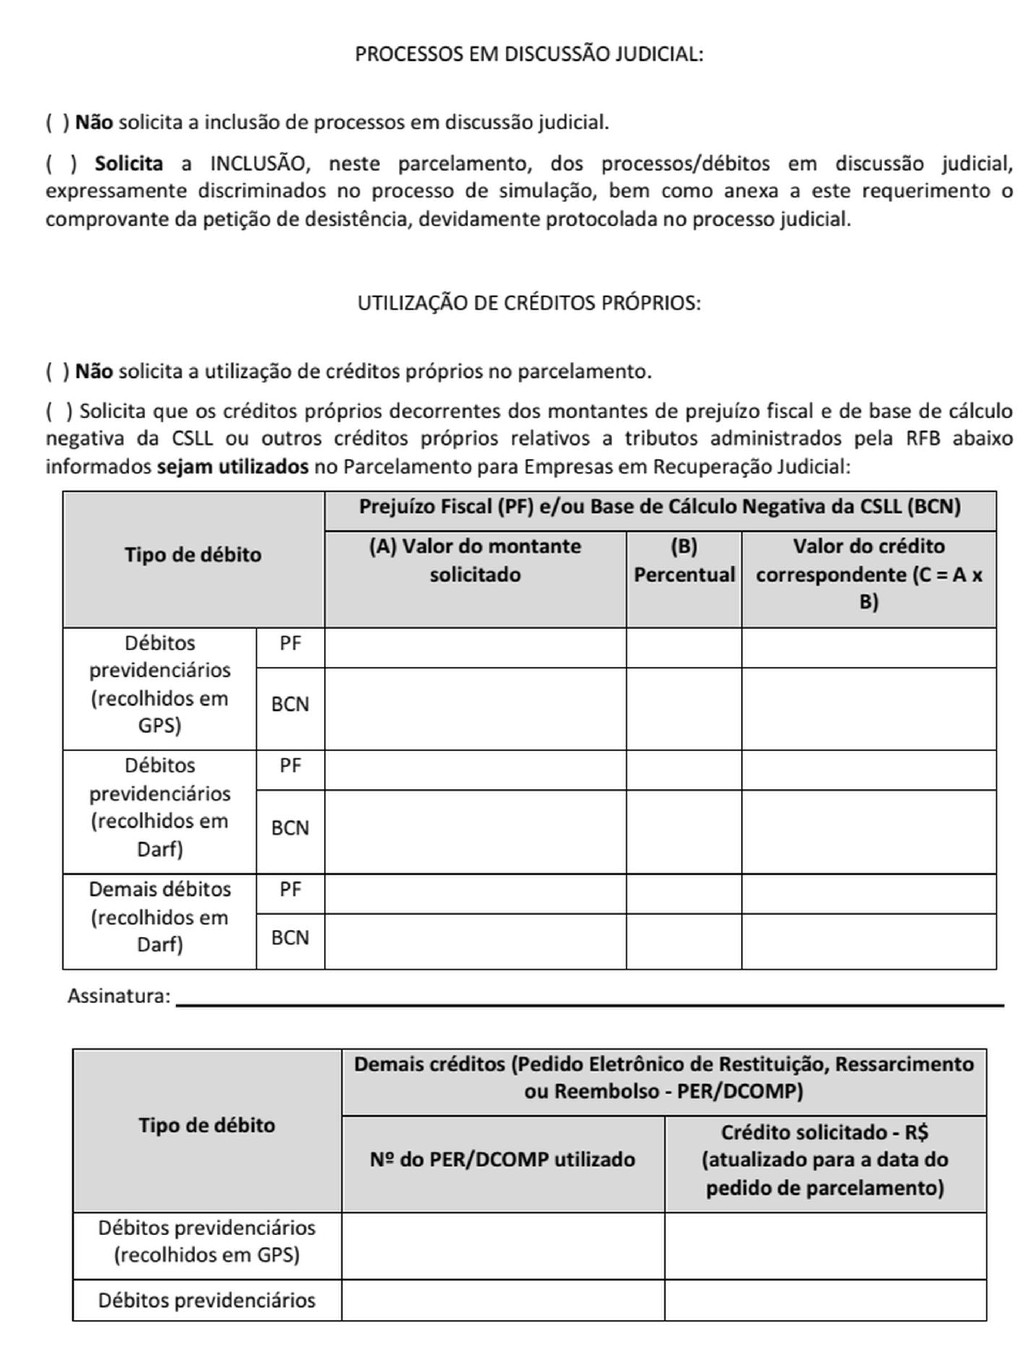 PROCESSOS EM DISCUSSÃO JUDICIAL:
( ) Não solicita a inclusão de processos em discussão judicial.
( ) Solicita a INCLUSÃO, neste parcelamento, dos processos/débitos em discussão judicial,
expressamente discriminados no processo de simulação, bem como anexa a este requerimento o
comprovante da petição de desistência, devidamente protocolada no processo judicial.
UTILIZAÇÃO DE CRÉDITOS PRÓPRIOS:
( ) Não solicita a utilização de créditos próprios no parcelamento.
( ) Solicita que os créditos próprios decorrentes dos montantes de prejuízo fiscal e de base de cálculo
negativa da CSLL ou outros créditos próprios relativos a tributos administrados pela RFB abaixo
informados sejam utilizados no Parcelamento para Empresas em Recuperação Judicial:
Tipo de débito
Prejuízo Fiscal (PF) e/ou Base de Cálculo Negativa da CSLL (BCN)
(A) Valor do montante
solicitado
(B)
Percentual
Valor do crédito
correspondente (C = A x
B)
Débitos
previdenciários
(recolhidos em
GPS)
PF
BCN
Débitos
previdenciários
(recolhidos em
Darf)
PF
BCN
Demais débitos
(recolhidos em
Darf)
PF
BCN
Assinatura:
Tipo de débito
Demais créditos (Pedido Eletrônico de Restituição, Ressarcimento
ou Reembolso - PER/DCOMP)
Nº do PER/DCOMP utilizado
Crédito solicitado - R$
(atualizado para a data do
pedido de parcelamento)
Débitos previdenciários
(recolhidos em GPS)
Débitos previdenciários